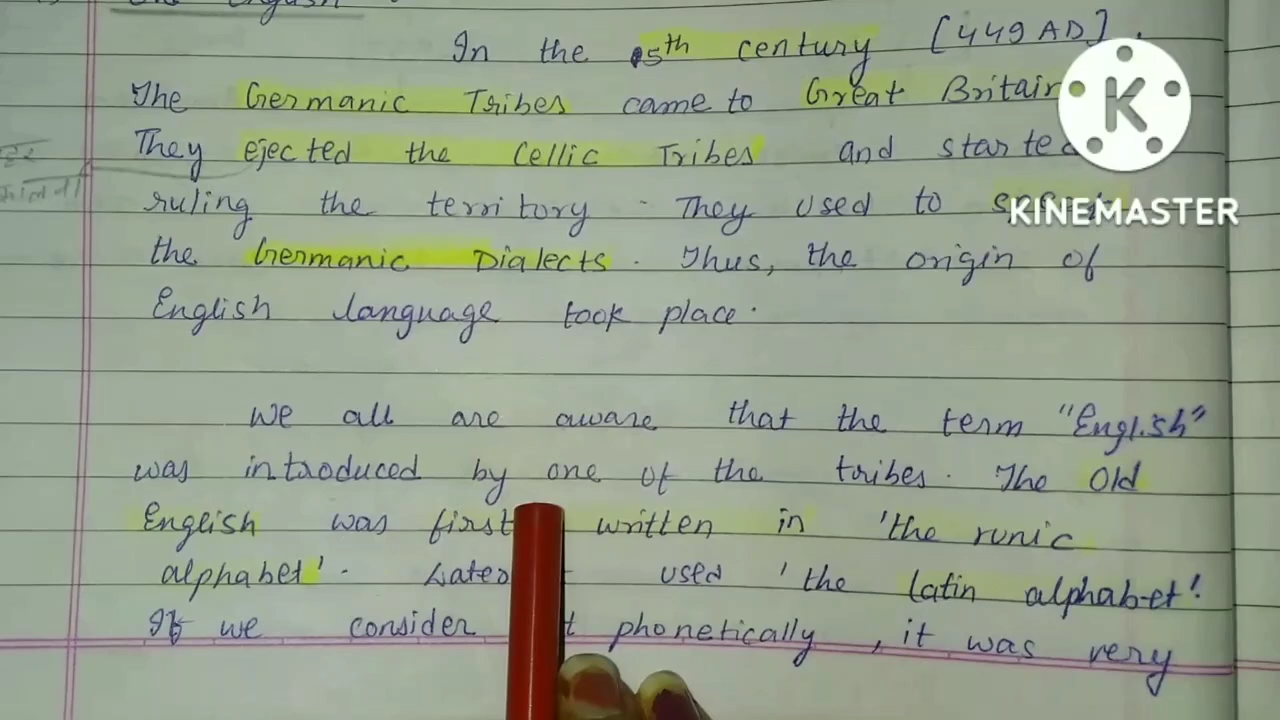 In the 5th century [449 AD].
The Germanic Tribes came to Great Britain
They ejected the Celtic Tribes and started
ruling the territory. They used to
the Germanic Dialects. Thus, the origin of
English language took place.
We all are aware that the term "English"
was introduced by one of the tribes. The Old
English was first written in 'the runic
alphabet'. Later used 'the latin alphabet'.
If we consider it phonetically, it was very
KINEMASTER